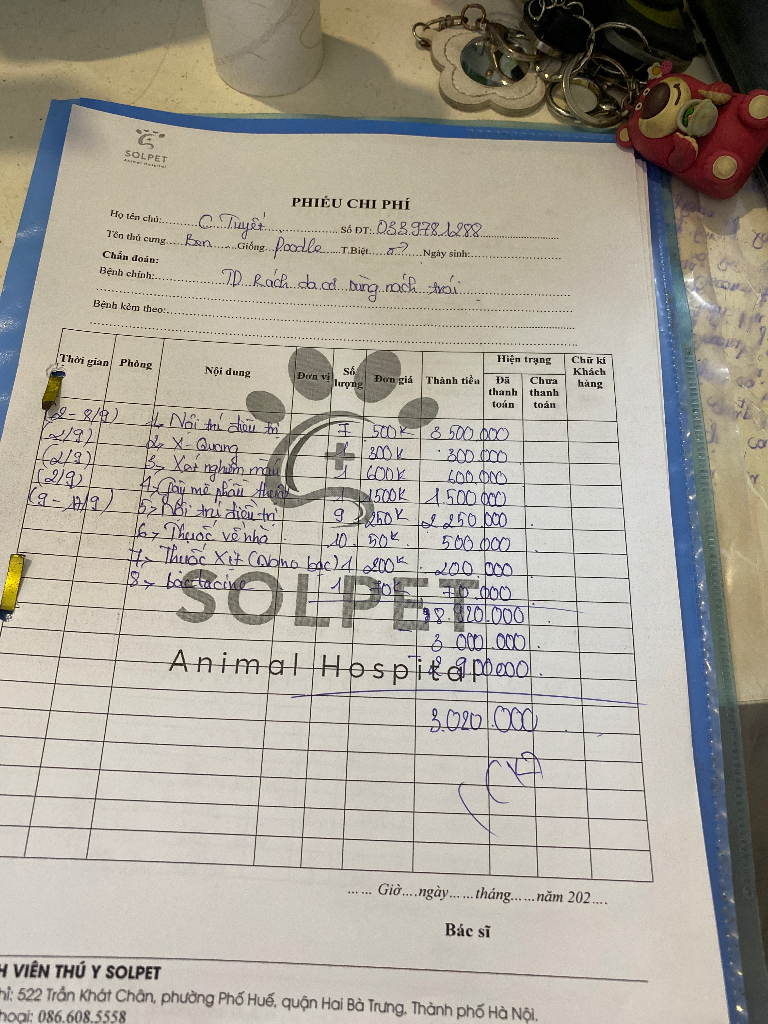 SOLPET
Animal Hospital
PHIẾU CHI PHÍ
Họ tên chủ: C Tuyết Số ĐT: 0339781288
Tên thú cưng Ben Giống Poodle T.Biệt ♂ Ngày sinh:
Chẩn đoán:
Bệnh chính: TD Rách da cơ vùng nách trái
Bệnh kèm theo:
Thời gian Phòng Nội dung Đơn vị Số lượng Đơn giá Thành tiền Hiện trạng Chữ kí Khách hàng
Đã thanh toán Chưa thanh toán
(2-8/9) 1, Nội trú điều trị 7 500K 3 500.000
(2/9) 2, X-Quang 1 300K 300.000
(2/9) 3, Xét nghiệm máu 1 600K 600.000
(2/9) 4, Gây mê phẫu thuật 1 1500K 1 500.000
(9-17/9) 5, Nội trú điều trị 9 250K 2 250 000
6, Thuốc về nhà 10 50K 500.000
7, Thuốc xịt (Nano bạc) 1 200K 200.000
8, bactacine 1 70K 70.000
8 920.000
3 000.000
3.020.000
SOLPET
Animal Hospital
...... Giờ....ngày......tháng......năm 202....
Bác sĩ
H VIÊN THÚ Y SOLPET
hỉ: 522 Trần Khát Chân, phường Phố Huế, quận Hai Bà Trưng, Thành phố Hà Nội.
hoại: 086.608.5558